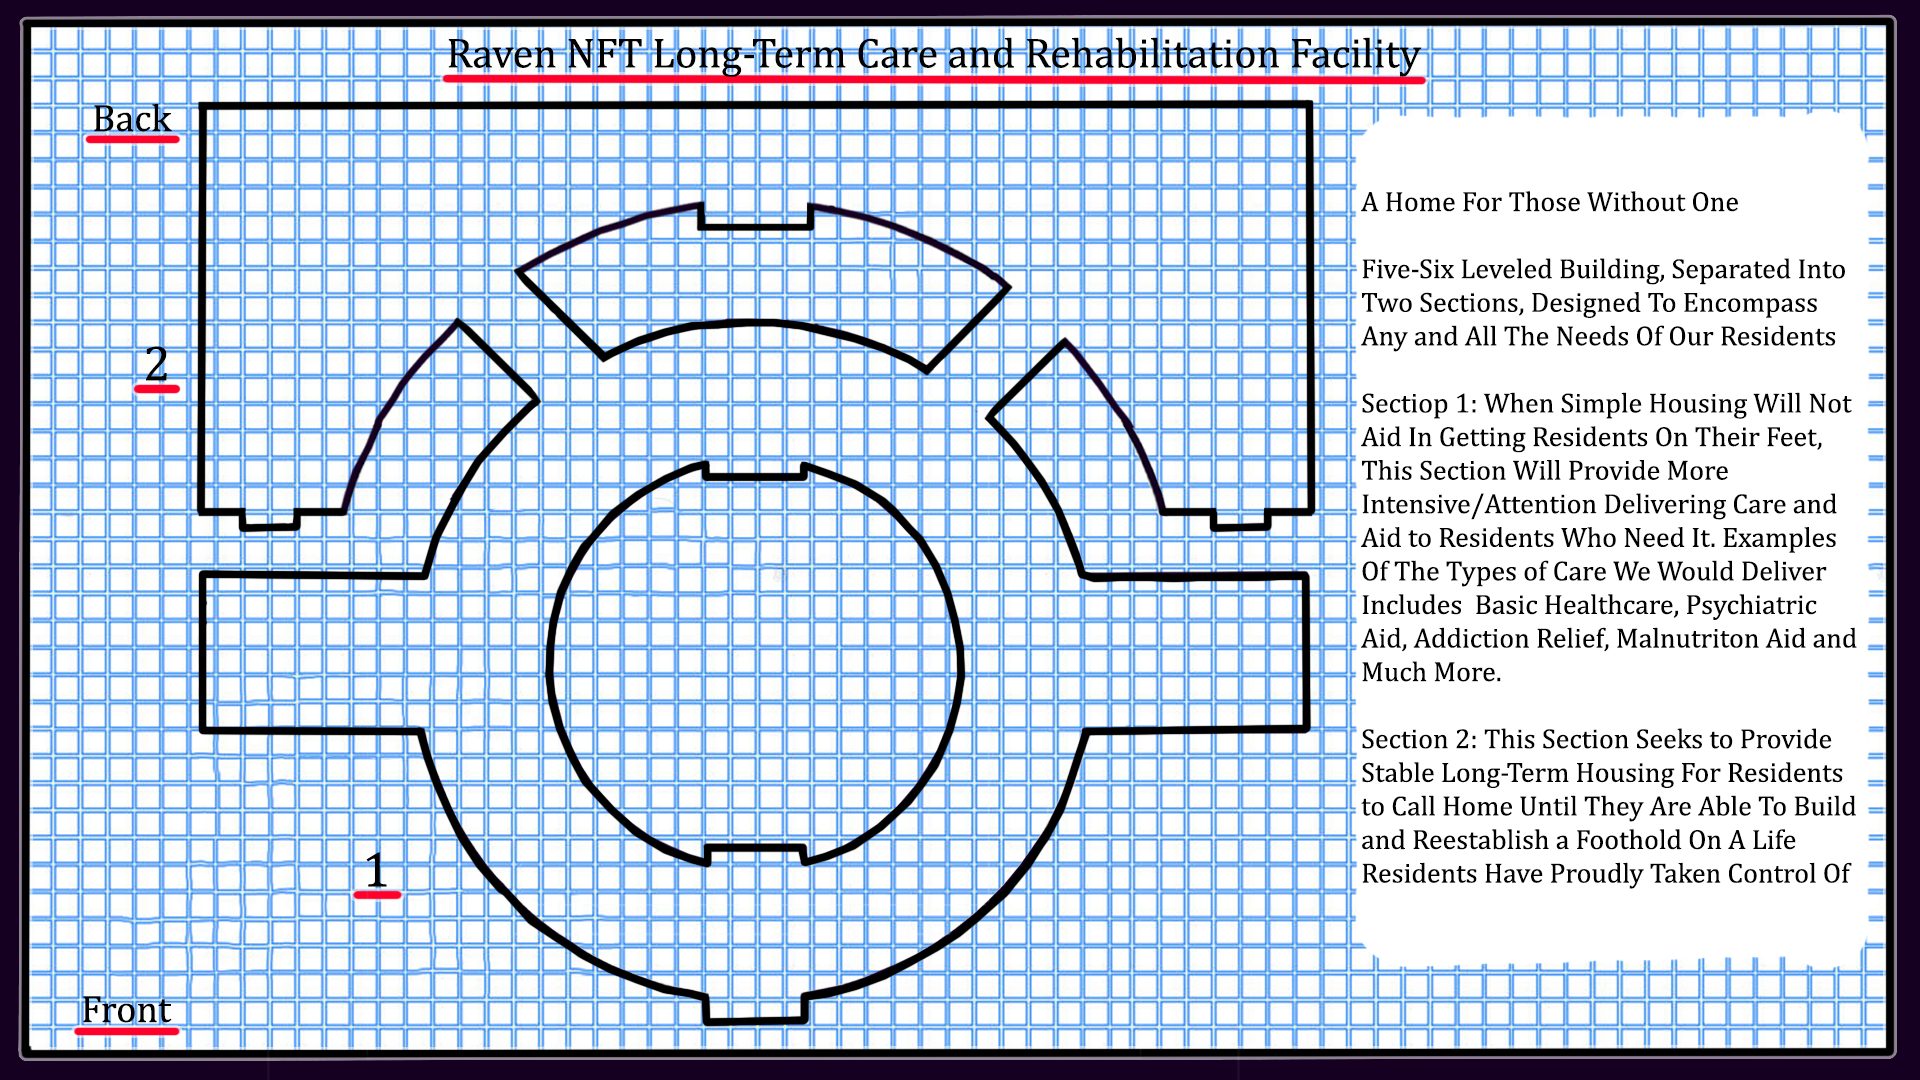 Raven NFT Long-Term Care and Rehabilitation Facility
Back
2
1
Front
A Home For Those Without One
Five-Six Leveled Building, Separated Into
Two Sections, Designed To Encompass
Any and All The Needs Of Our Residents
Sectiop 1: When Simple Housing Will Not
Aid In Getting Residents On Their Feet,
This Section Will Provide More
Intensive/Attention Delivering Care and
Aid to Residents Who Need It. Examples
Of The Types of Care We Would Deliver
Includes  Basic Healthcare, Psychiatric
Aid, Addiction Relief, Malnutriton Aid and
Much More.
Section 2: This Section Seeks to Provide
Stable Long-Term Housing For Residents
to Call Home Until They Are Able To Build
and Reestablish a Foothold On A Life
Residents Have Proudly Taken Control Of